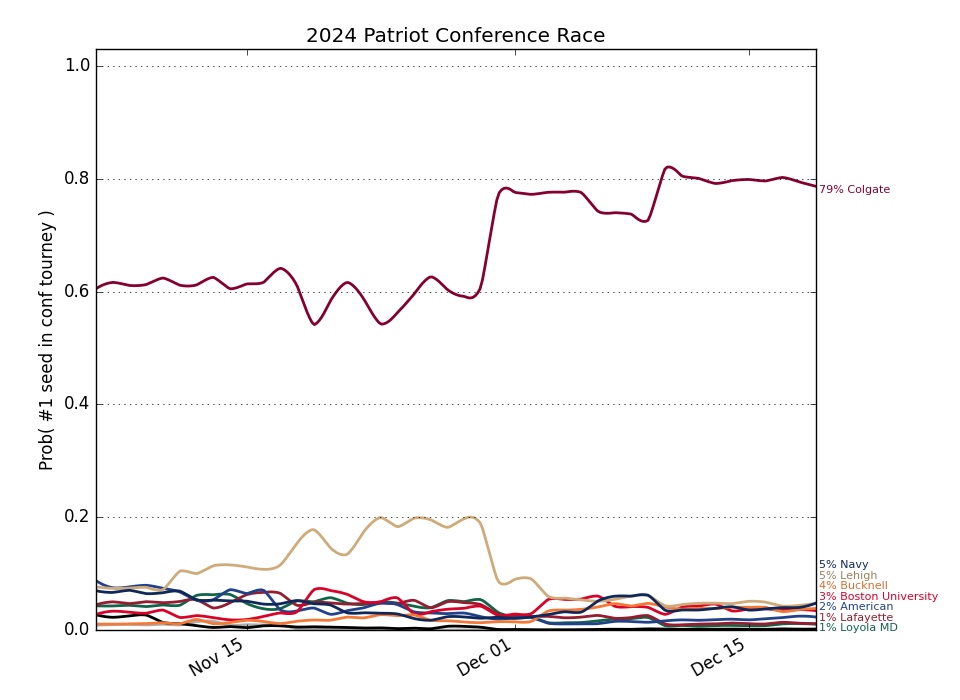 2024 Patriot Conference Race
Prob( #1 seed in conf tourney )
1.0
0.8
0.6
0.4
0.2
0.0
Nov 15
Dec 01
Dec 15
79% Colgate
5% Navy
5% Lehigh
4% Bucknell
3% Boston University
2% American
1% Lafayette
1% Loyola MD